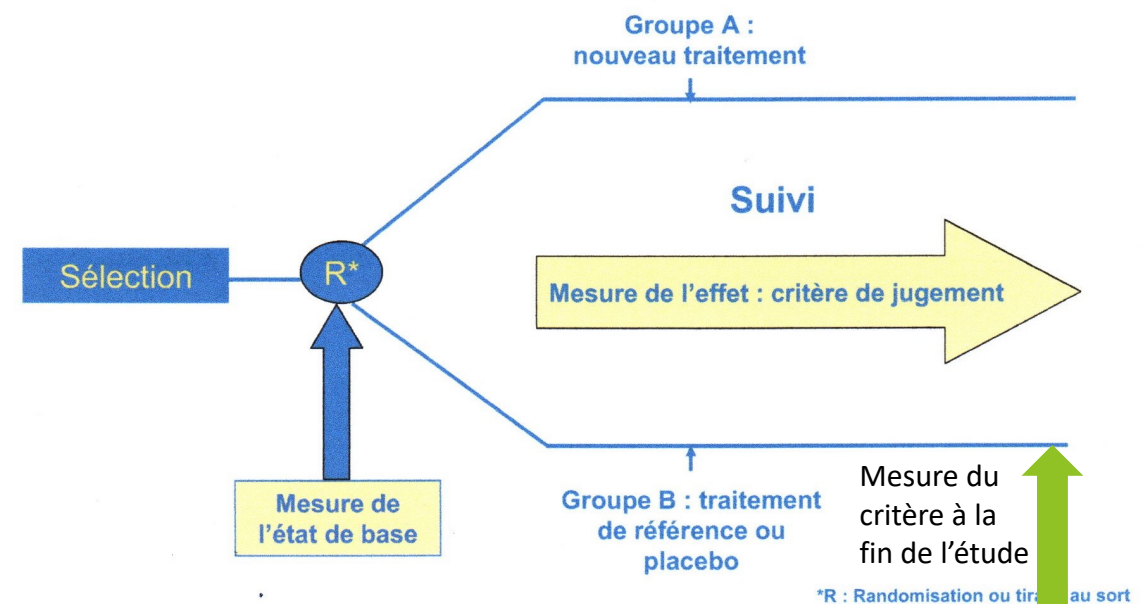 Groupe A :
nouveau traitement
Suivi
Sélection
R*
Mesure de l'effet : critère de jugement
Mesure de
l'état de base
Groupe B : traitement
de référence ou
placebo
Mesure du
critère à la
fin de l’étude
*R : Randomisation ou au sort